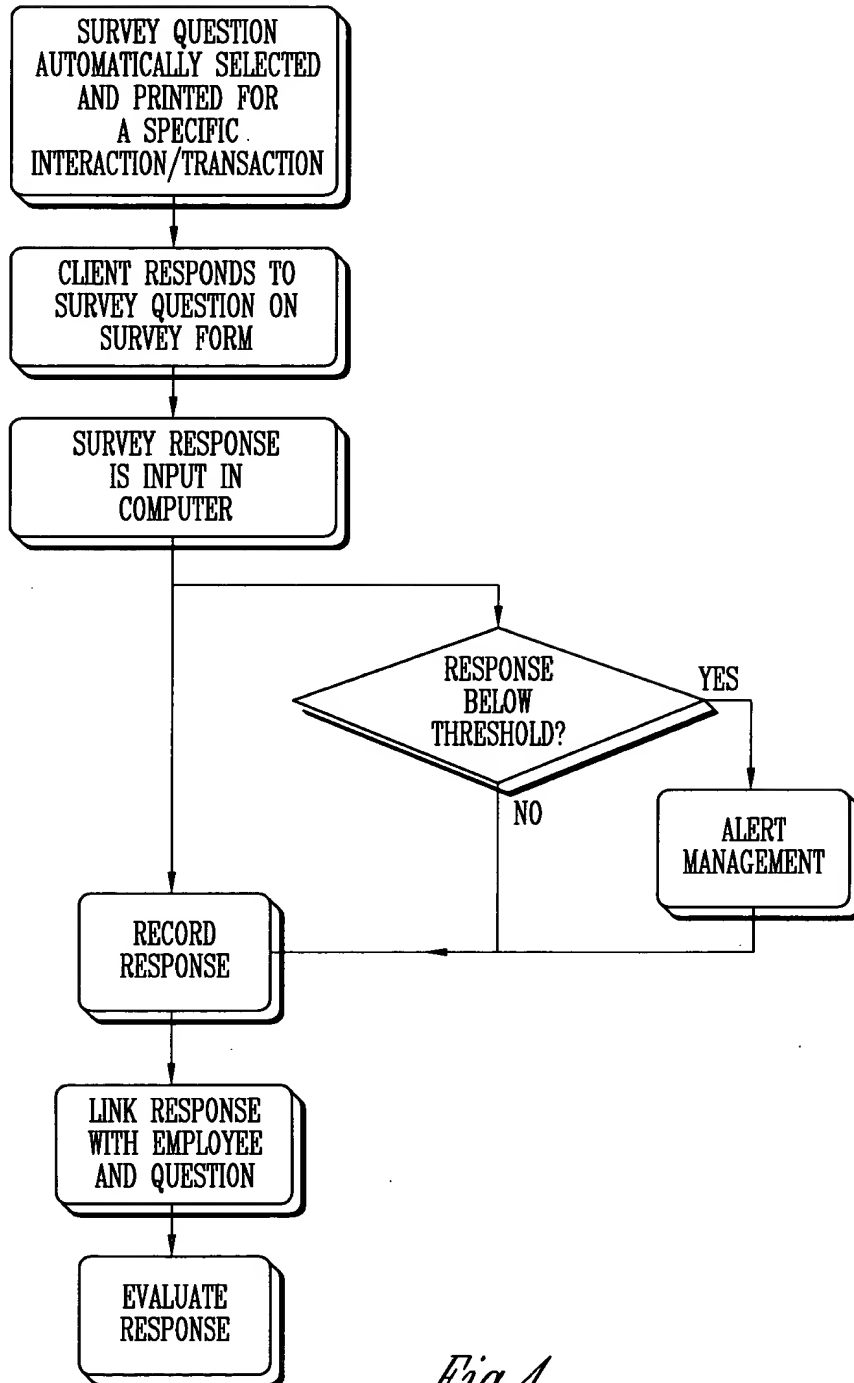 SURVEY QUESTION
AUTOMATICALLY SELECTED
AND PRINTED FOR
A SPECIFIC
INTERACTION/TRANSACTION
CLIENT RESPONDS TO
SURVEY QUESTION ON
SURVEY FORM
SURVEY RESPONSE
IS INPUT IN
COMPUTER
RESPONSE
BELOW
THRESHOLD?
YES
NO
ALERT
MANAGEMENT
RECORD
RESPONSE
LINK RESPONSE
WITH EMPLOYEE
AND QUESTION
EVALUATE
RESPONSE
Fig. 1